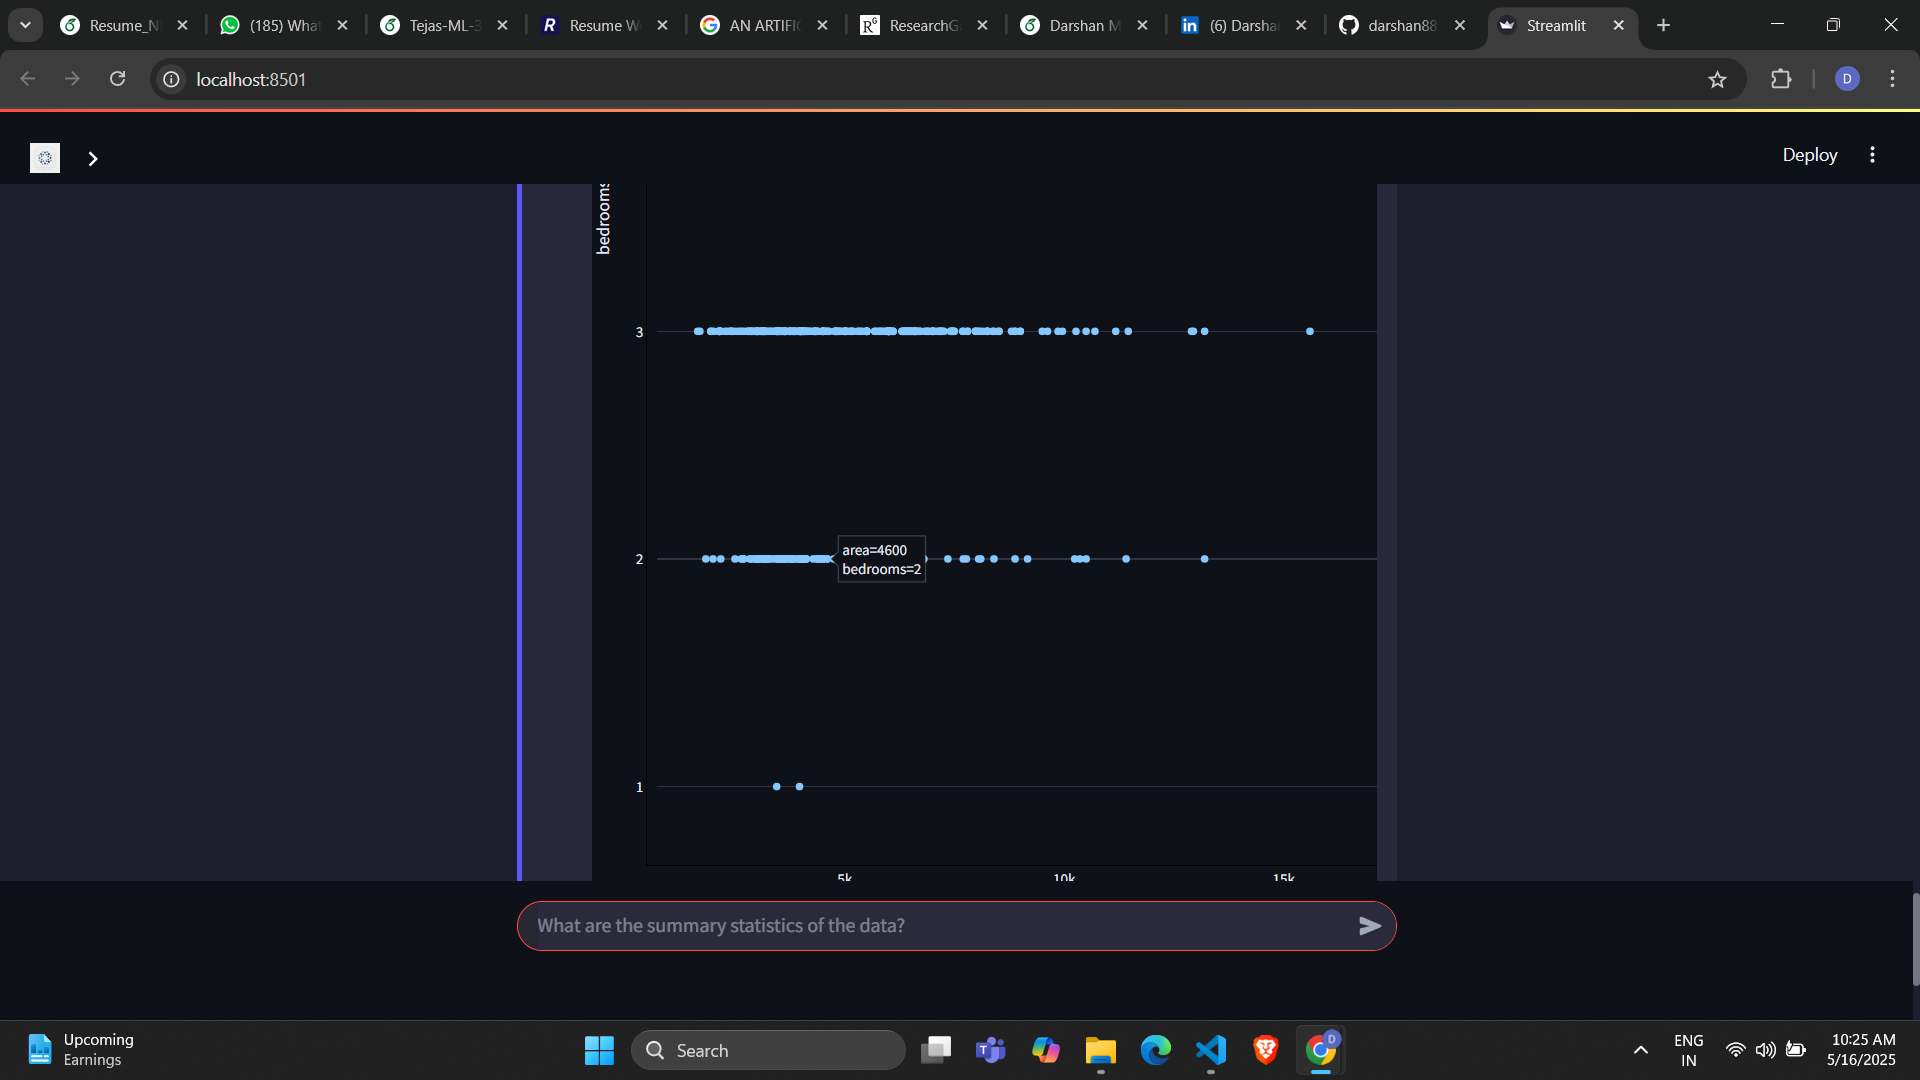 Resume_N
(185) What
Tejas-ML-3
R
Resume W
AN ARTIFIC
ResearchG
Darshan M
(6) Darshan
darshan88
Streamlit
localhost:8501
D
Deploy
bedrooms
3
2
area=4600
bedrooms=2
1
5k
10k
15k
What are the summary statistics of the data?
Upcoming
Earnings
Search
ENG
IN
10:25 AM
5/16/2025